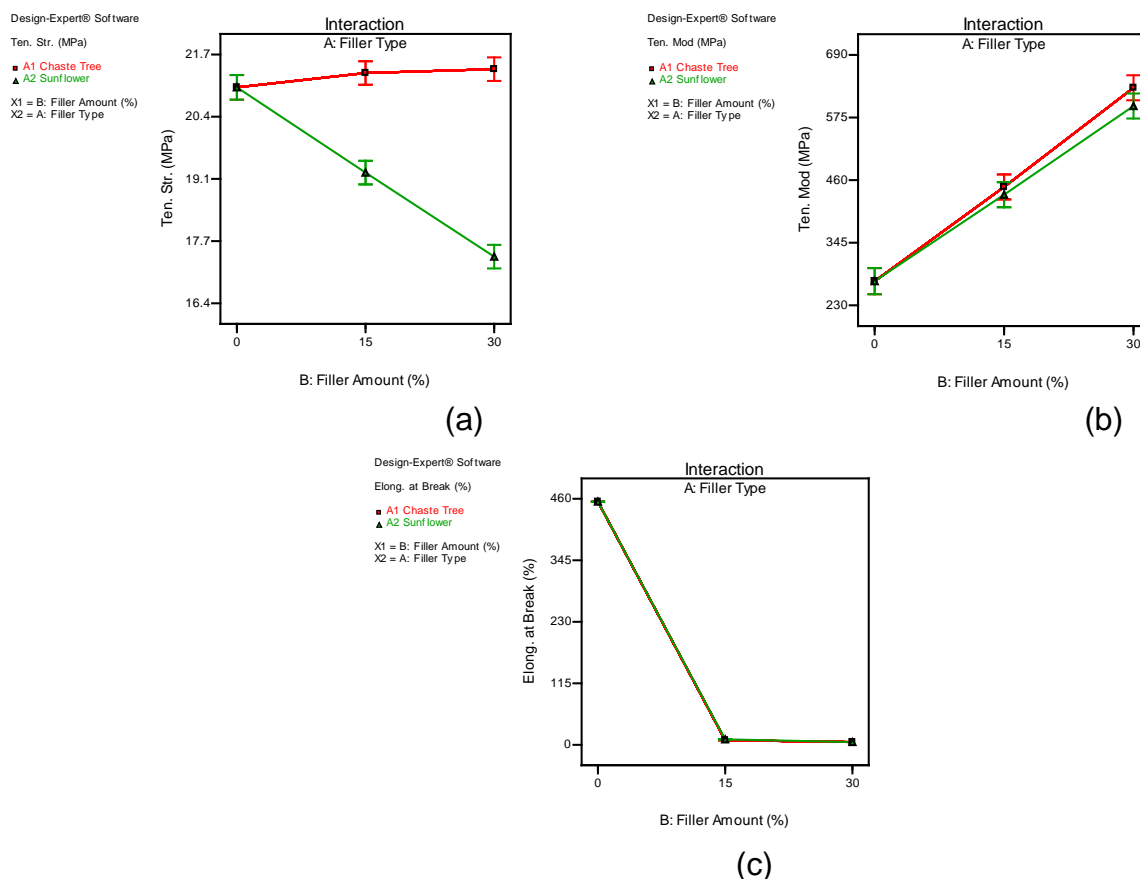 Design-Expert® Software
Ten. Str. (MPa)
A1 Chaste Tree
A2 Sunflower
X1 = B: Filler Amount (%)
X2 = A: Filler Type
Interaction
A: Filler Type
Ten. Str. (MPa)
21.7
20.4
19.1
17.7
16.4
0 15 30
B: Filler Amount (%)
(a)
Design-Expert® Software
Ten. Mod (MPa)
A1 Chaste Tree
A2 Sunflower
X1 = B: Filler Amount (%)
X2 = A: Filler Type
Interaction
A: Filler Type
Ten. Mod (MPa)
690
575
460
345
230
0 15 30
B: Filler Amount (%)
(b)
Design-Expert® Software
Elong. at Break (%)
A1 Chaste Tree
A2 Sunflower
X1 = B: Filler Amount (%)
X2 = A: Filler Type
Interaction
A: Filler Type
Elong. at Break (%)
460
345
230
115
0
0 15 30
B: Filler Amount (%)
(c)